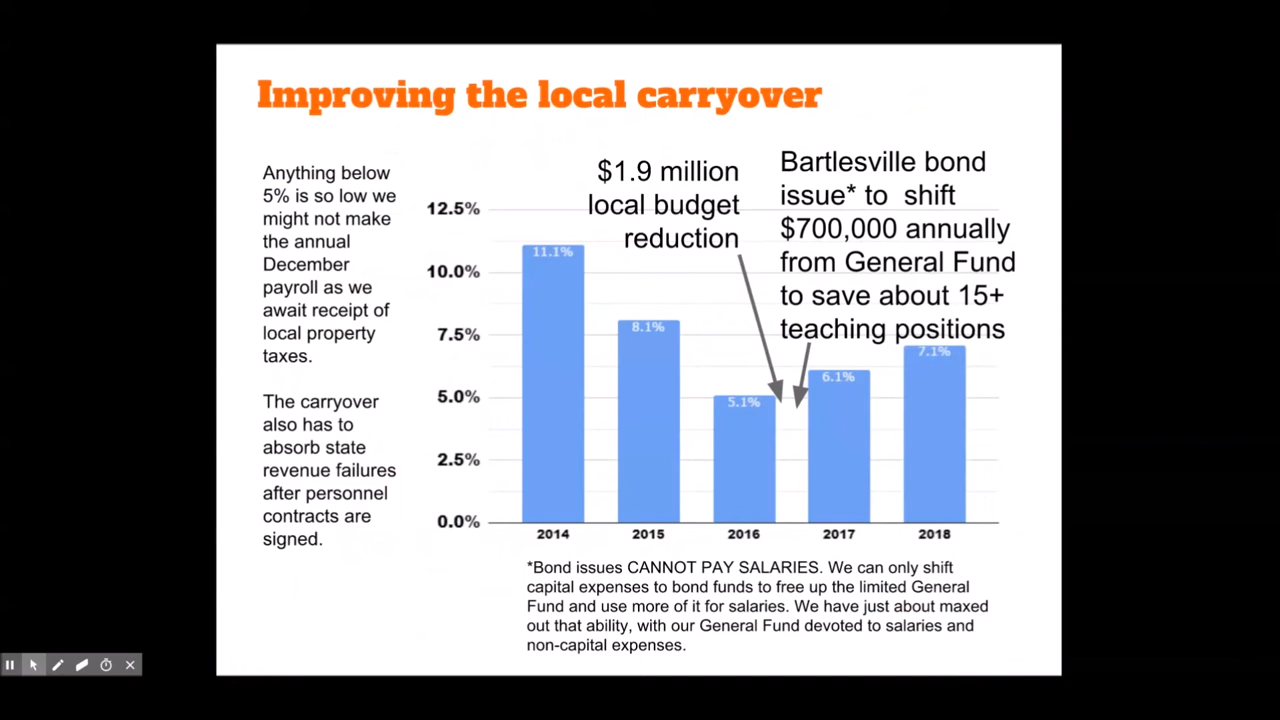 Improving the local carryover
Anything below
5% is so low we
might not make
the annual
December
payroll as we
await receipt of
local property
taxes.
The carryover
also has to
absorb state
revenue failures
after personnel
contracts are
signed.
$1.9 million
local budget
reduction
Bartlesville bond
issue* to shift
$700,000 annually
from General Fund
to save about 15+
teaching positions
12.5%
10.0%
7.5%
5.0%
2.5%
0.0%
11.1%
8.1%
5.1%
6.1%
7.1%
2014 2015 2016 2017 2018
*Bond issues CANNOT PAY SALARIES. We can only shift
capital expenses to bond funds to free up the limited General
Fund and use more of it for salaries. We have just about maxed
out that ability, with our General Fund devoted to salaries and
non-capital expenses.